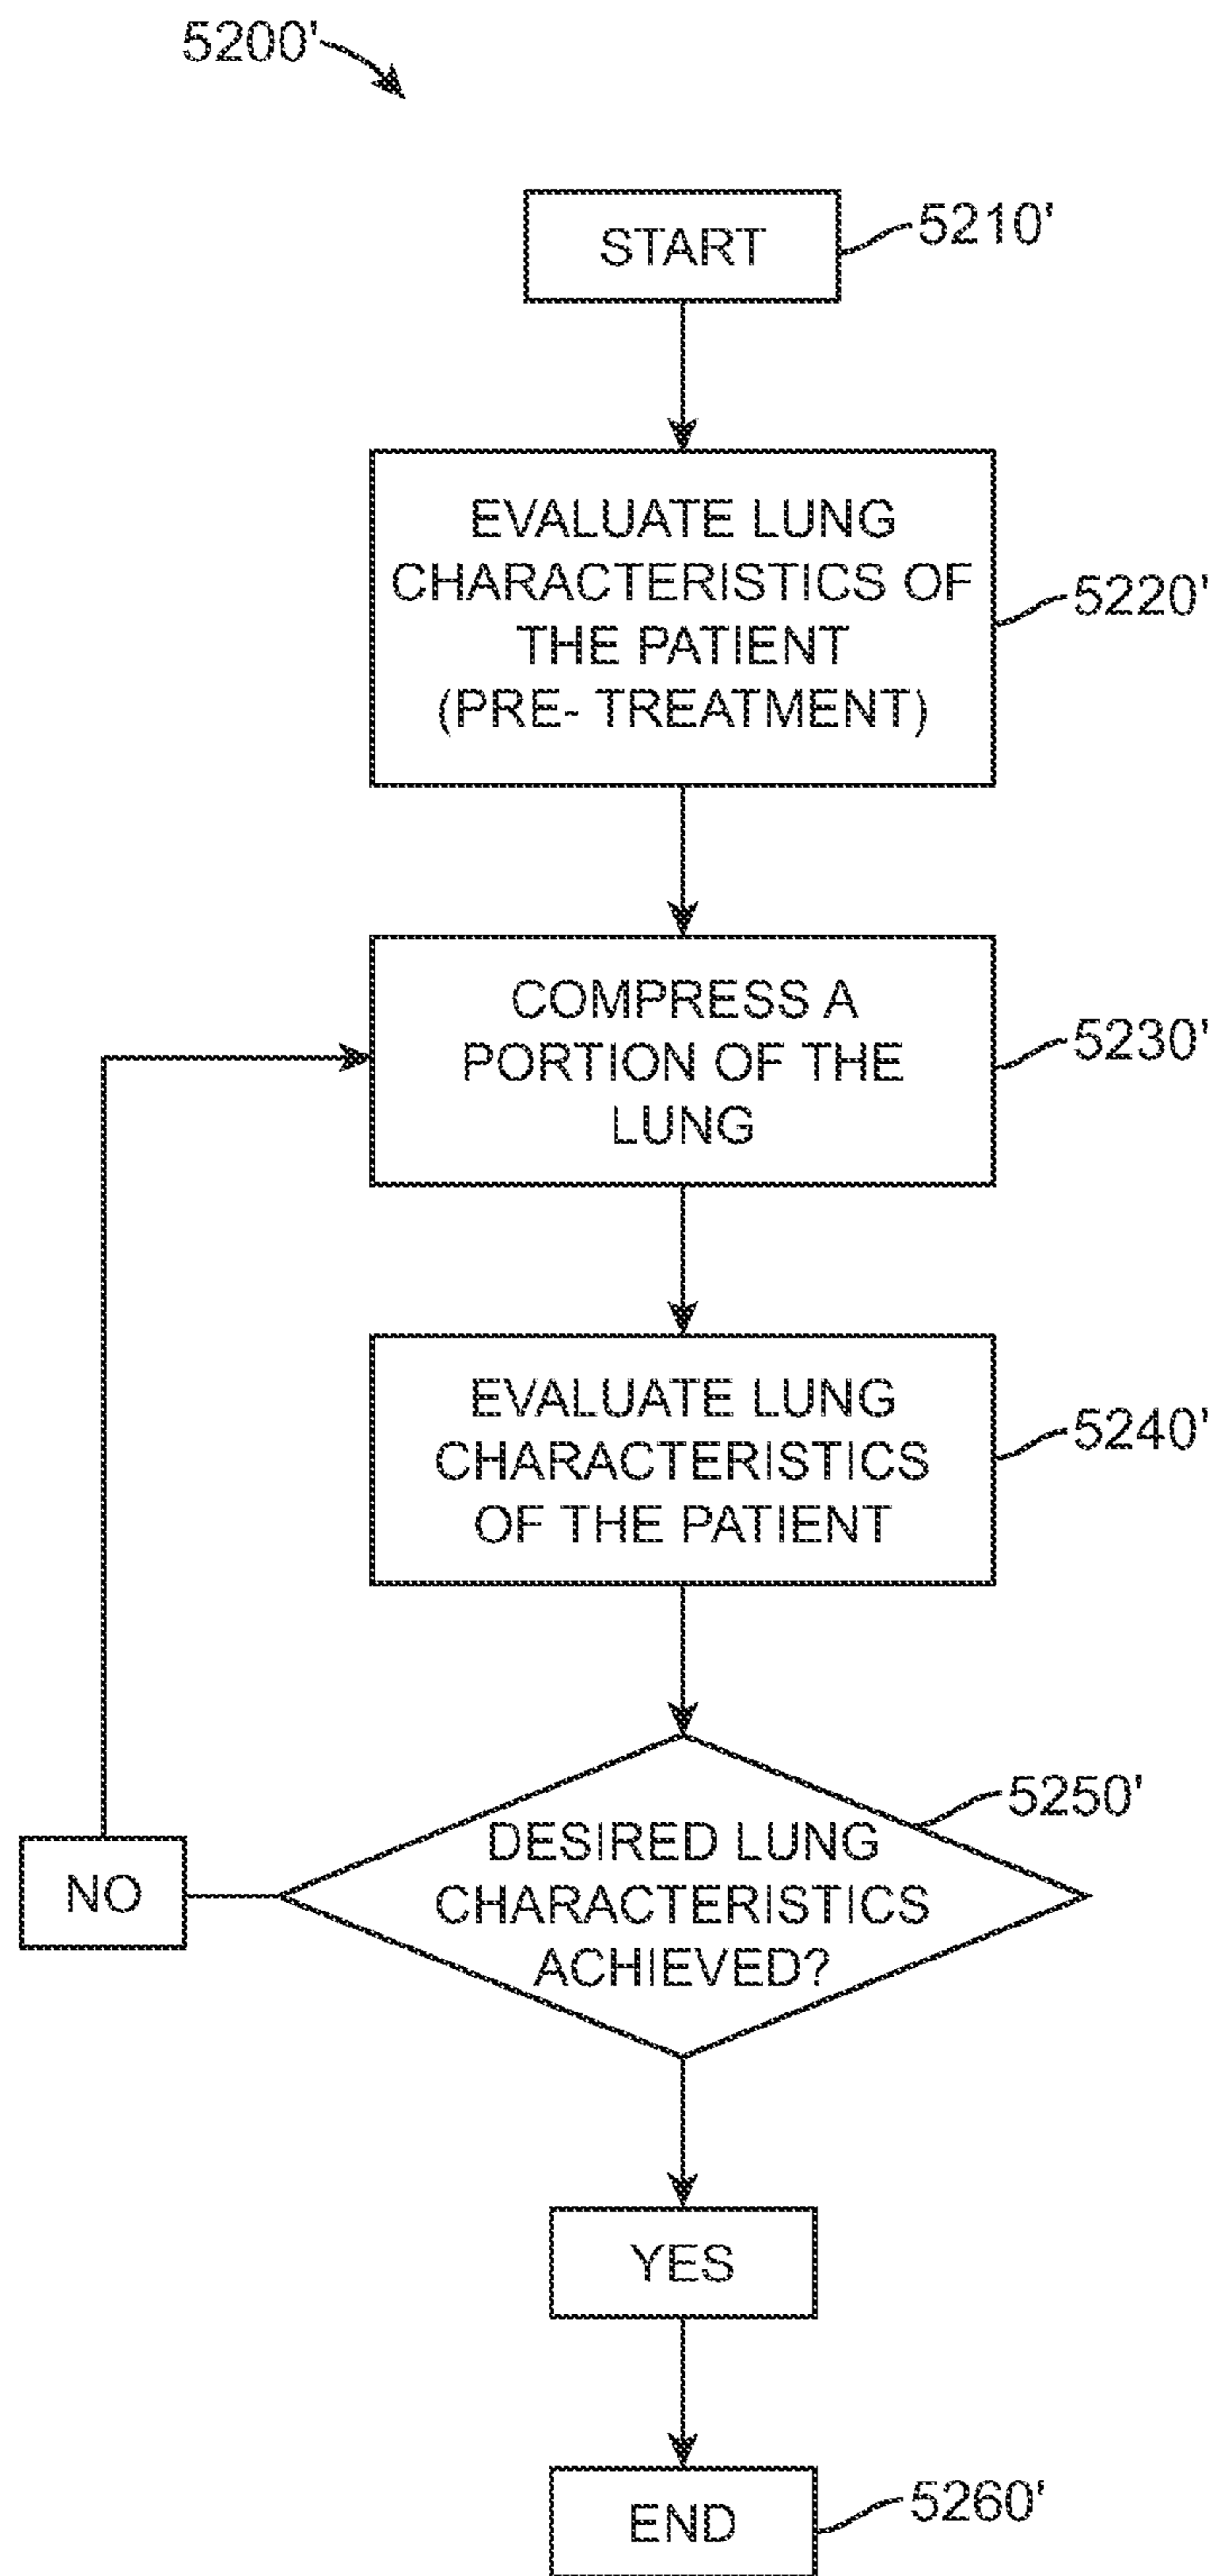 5200'
START
5210'
EVALUATE LUNG
CHARACTERISTICS OF
THE PATIENT
(PRE- TREATMENT)
5220'
COMPRESS A
PORTION OF THE
LUNG
5230'
EVALUATE LUNG
CHARACTERISTICS
OF THE PATIENT
5240'
DESIRED LUNG
CHARACTERISTICS
ACHIEVED?
5250'
NO
YES
END
5260'